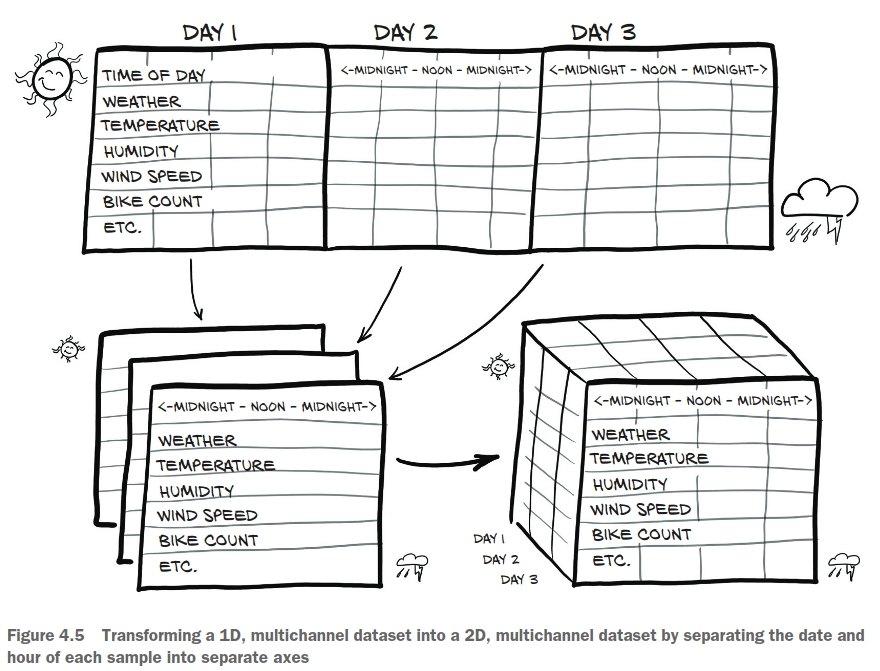 DAY 1 DAY 2 DAY 3
TIME OF DAY <-MIDNIGHT - NOON - MIDNIGHT-> <-MIDNIGHT - NOON - MIDNIGHT->
WEATHER
TEMPERATURE
HUMIDITY
WIND SPEED
BIKE COUNT
ETC.
<-MIDNIGHT - NOON - MIDNIGHT->
WEATHER
TEMPERATURE
HUMIDITY
WIND SPEED
BIKE COUNT
ETC.
<-MIDNIGHT - NOON - MIDNIGHT->
WEATHER
TEMPERATURE
HUMIDITY
WIND SPEED
BIKE COUNT
ETC.
DAY 1
DAY 2
DAY 3
Figure 4.5 Transforming a 1D, multichannel dataset into a 2D, multichannel dataset by separating the date and
hour of each sample into separate axes